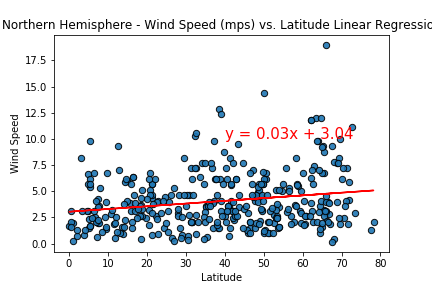 Northern Hemisphere - Wind Speed (mps) vs. Latitude Linear Regressio
17.5
15.0
12.5
10.0
7.5
5.0
2.5
0.0
Wind Speed
y = 0.03x + 3.04
0 10 20 30 40 50 60 70 80
Latitude